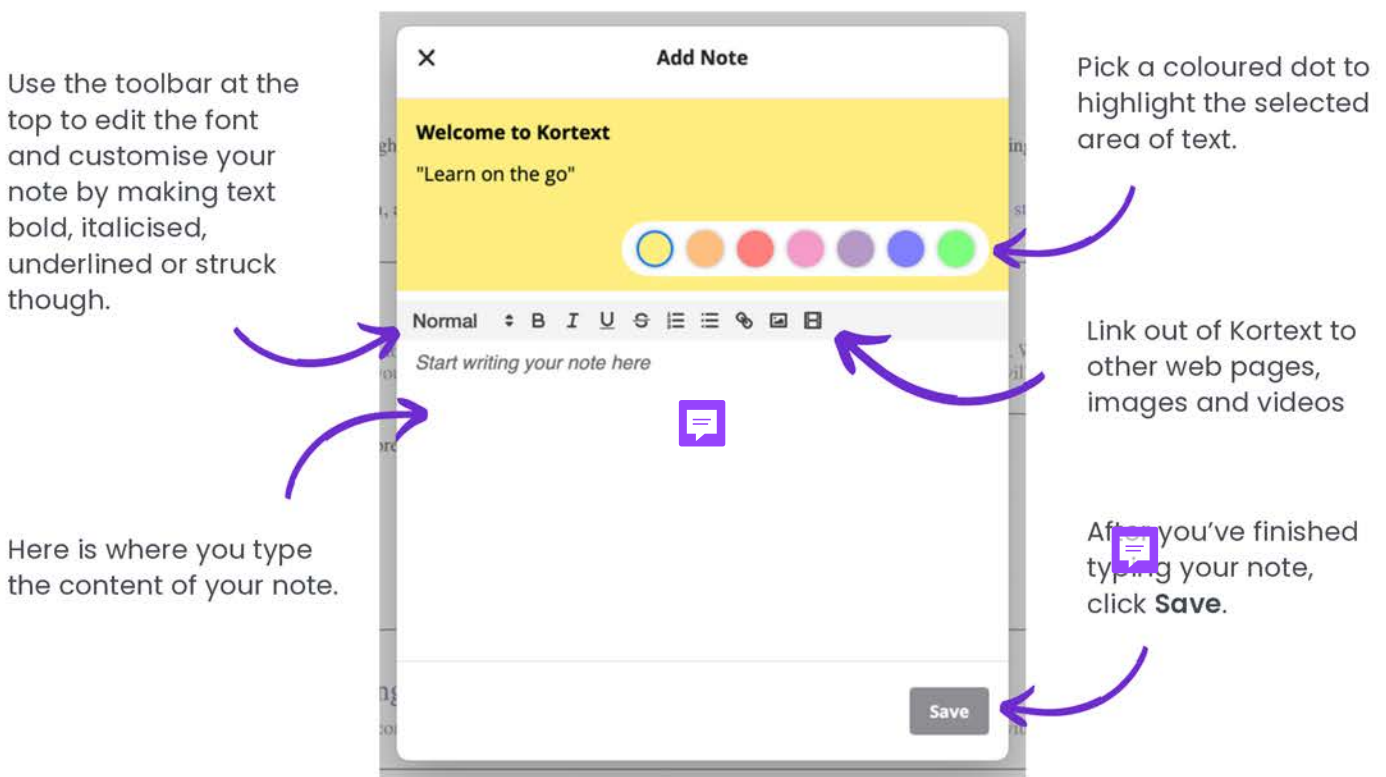 Use the toolbar at the
top to edit the font
and customise your
note by making text
bold, italicised,
underlined or struck
though.
Here is where you type
the content of your note.
Add Note
Welcome to Kortext
"Learn on the go"
Normal
B I U S
Start writing your note here
Save
Pick a coloured dot to
highlight the selected
area of text.
Link out of Kortext to
other web pages,
images and videos
After you've finished
typing your note,
click Save.